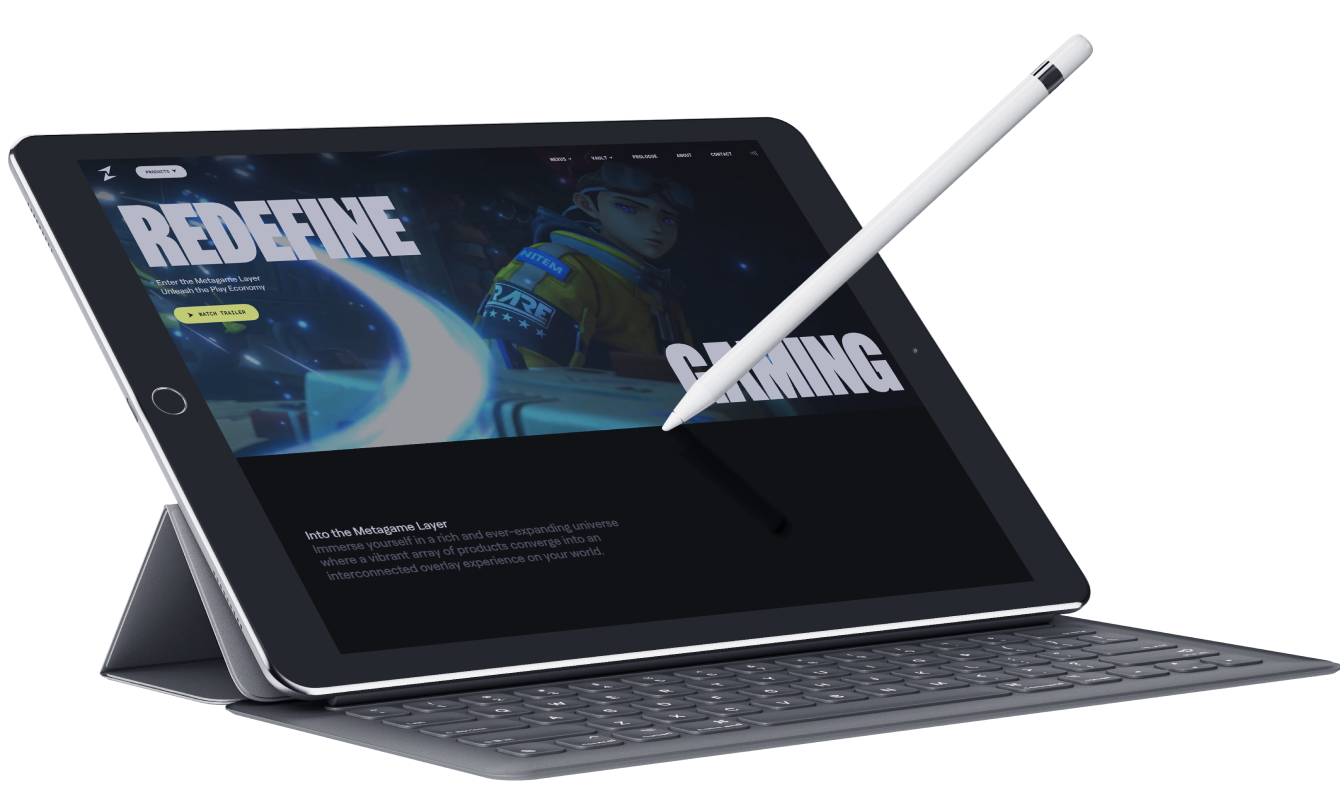 PRODUCTS
NEXUS
VAULT
PROLOGUE
ABOUT
CONTACT
REDEFINE
Enter the Metagame Layer
Unleash the Play Economy
WATCH TRAILER
NITEM
RARE
GAMING
Into the Metagame Layer
Immerse yourself in a rich and ever-expanding universe
where a vibrant array of products converge into an
interconnected overlay experience on your world.
Q
W
A
Z
X
C
V
B
N
M